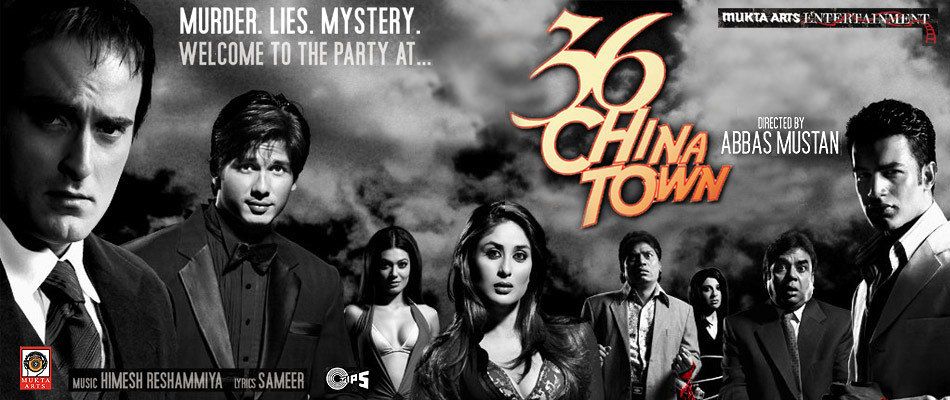 MURDER. LIES. MYSTERY.
WELCOME TO THE PARTY AT...
36
CHINA
TOWN
MUKTA ARTS ENTERTAINMENT
DIRECTED BY
ABBAS MUSTAN
MUKTA
ARTS
MUSIC HIMESH RESHAMMIYA LYRICS SAMEER
TIPS